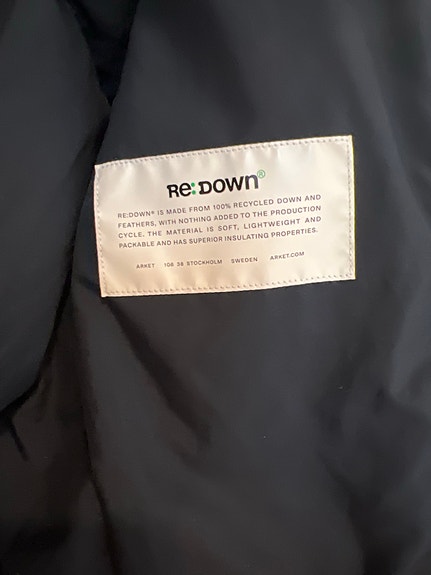 Re:DOWN®
RE:DOWN® IS MADE FROM 100% RECYCLED DOWN AND
FEATHERS, WITH NOTHING ADDED TO THE PRODUCTION
CYCLE. THE MATERIAL IS SOFT, LIGHTWEIGHT AND
PACKABLE AND HAS SUPERIOR INSULATING PROPERTIES.
ARKET 106 38 STOCKHOLM SWEDEN ARKET.COM